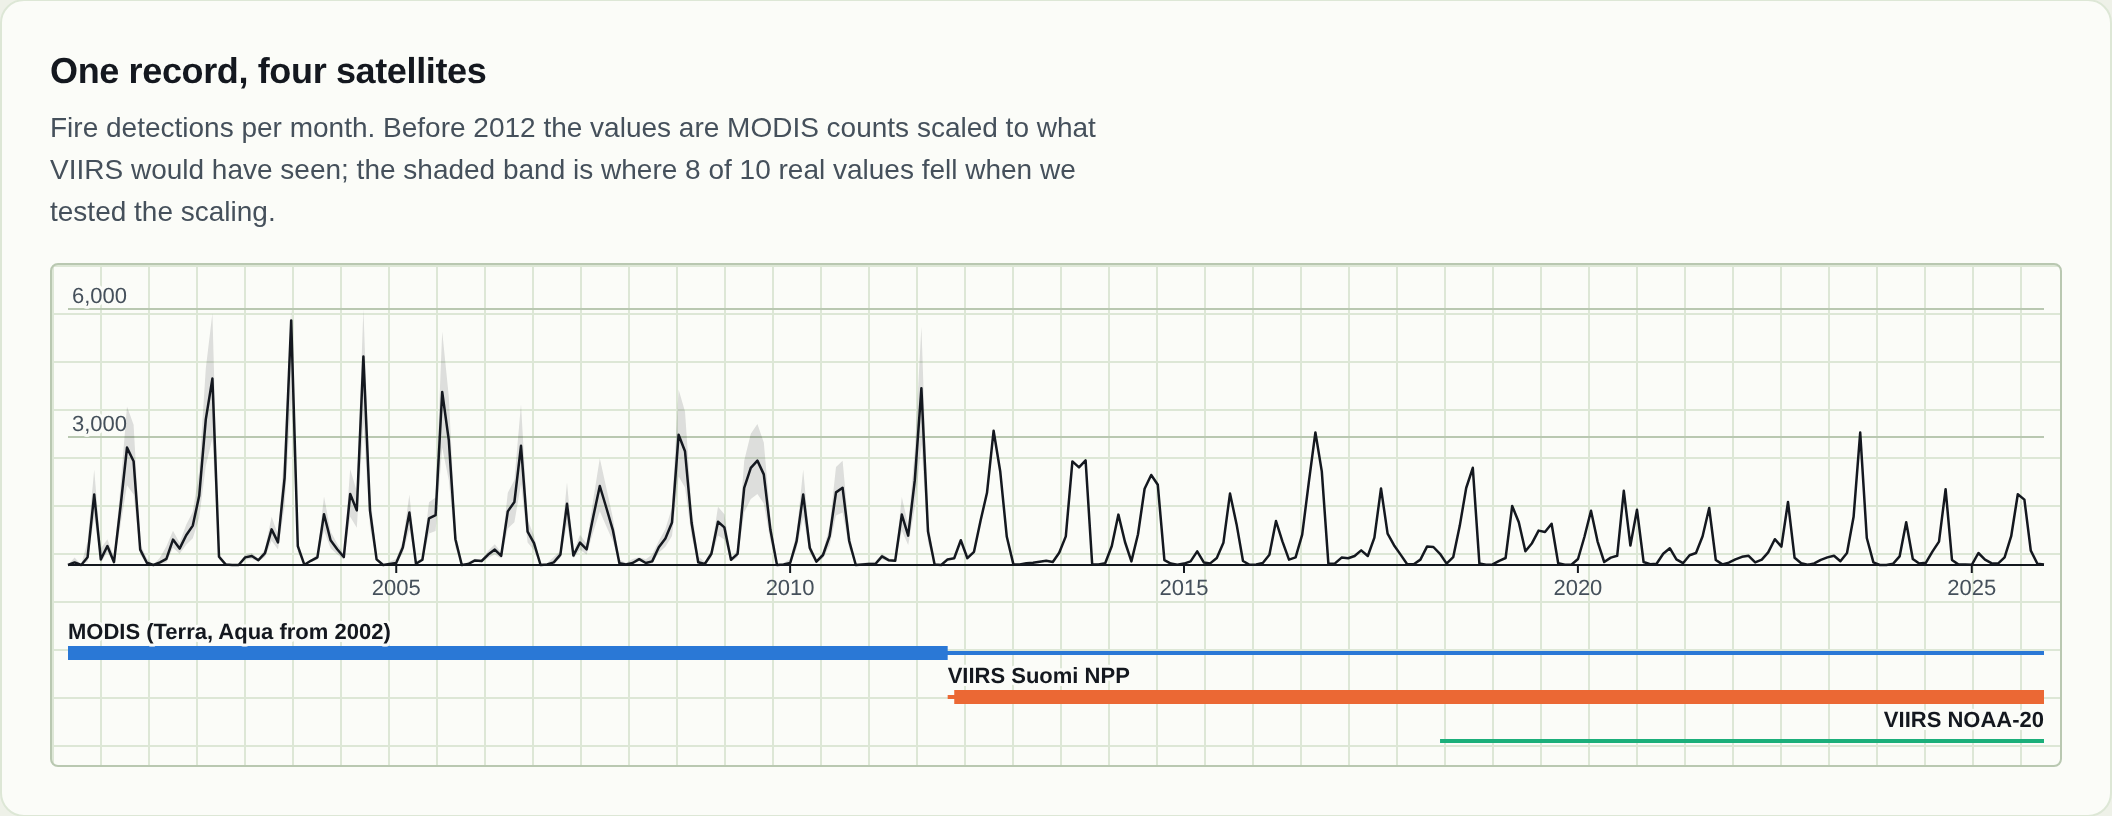 One record, four satellites
Fire detections per month. Before 2012 the values are MODIS counts scaled to what
VIIRS would have seen; the shaded band is where 8 of 10 real values fell when we
tested the scaling.
6,000
3,000
2005 2010 2015 2020 2025
MODIS (Terra, Aqua from 2002)
VIIRS Suomi NPP
VIIRS NOAA-20